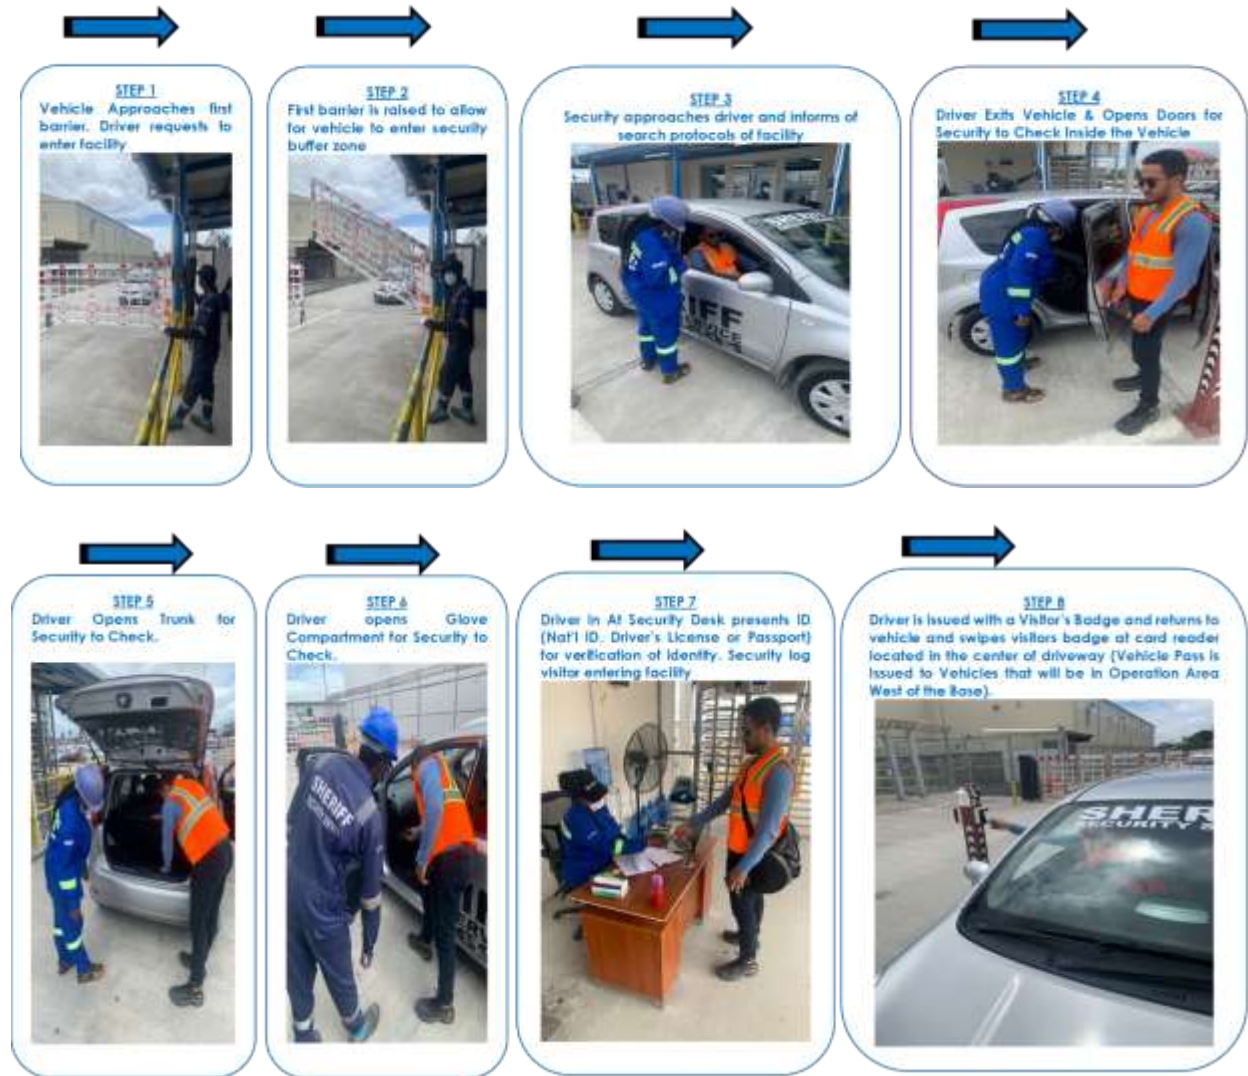 STEP 1
Vehicle Approaches first
barrier. Driver requests to
enter facility
STEP 2
First barrier is raised to allow
for vehicle to enter security
buffer zone
STEP 3
Security approaches driver and informs of
search protocols of facility
SHERIFF
IFF
STEP 4
Driver Exits Vehicle & Opens Doors for
Security to Check Inside the Vehicle
STEP 5
Driver Opens Trunk for
Security to Check.
STEP 6
Driver opens Glove
Compartment for Security to
Check.
SHERIFF
STEP 7
Driver in At Security Desk presents ID
(Nat'l ID, Driver's License or Passport)
for verification of identity. Security log
visitor entering facility
STEP 8
Driver is issued with a Visitor's Badge and returns to
vehicle and swipes visitors badge at card reader
located in the center of driveway (Vehicle Pass is
Issued to Vehicles that will be in Operation Area
West of the Base).
SHER
SECURITY S